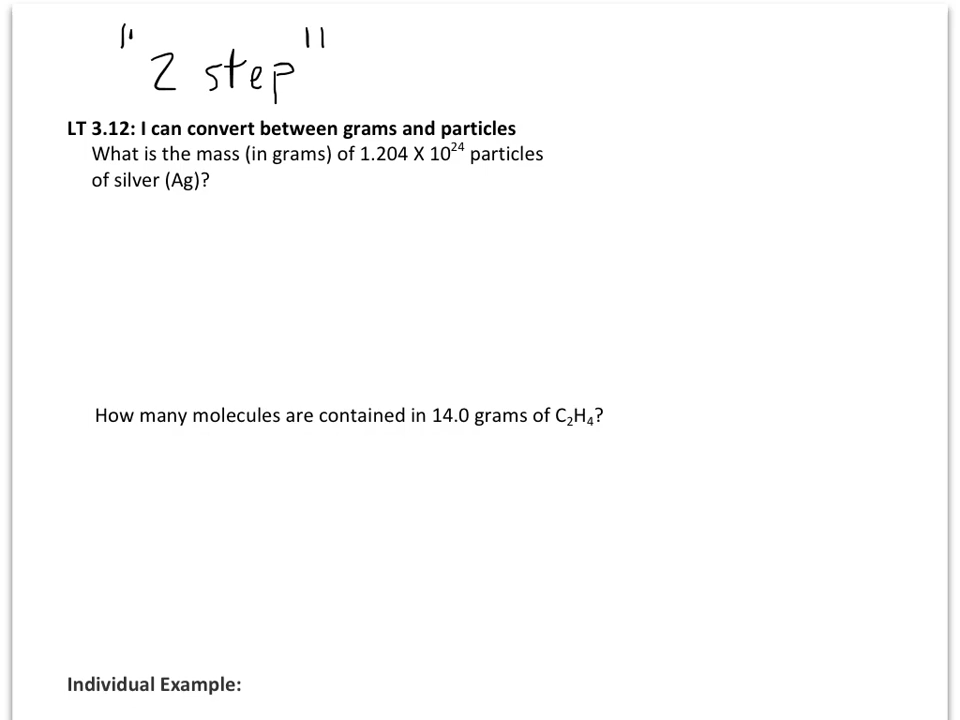 "2 step"
LT 3.12: I can convert between grams and particles
What is the mass (in grams) of 1.204 X 10²⁴ particles
of silver (Ag)?
How many molecules are contained in 14.0 grams of C₂H₄?
Individual Example: